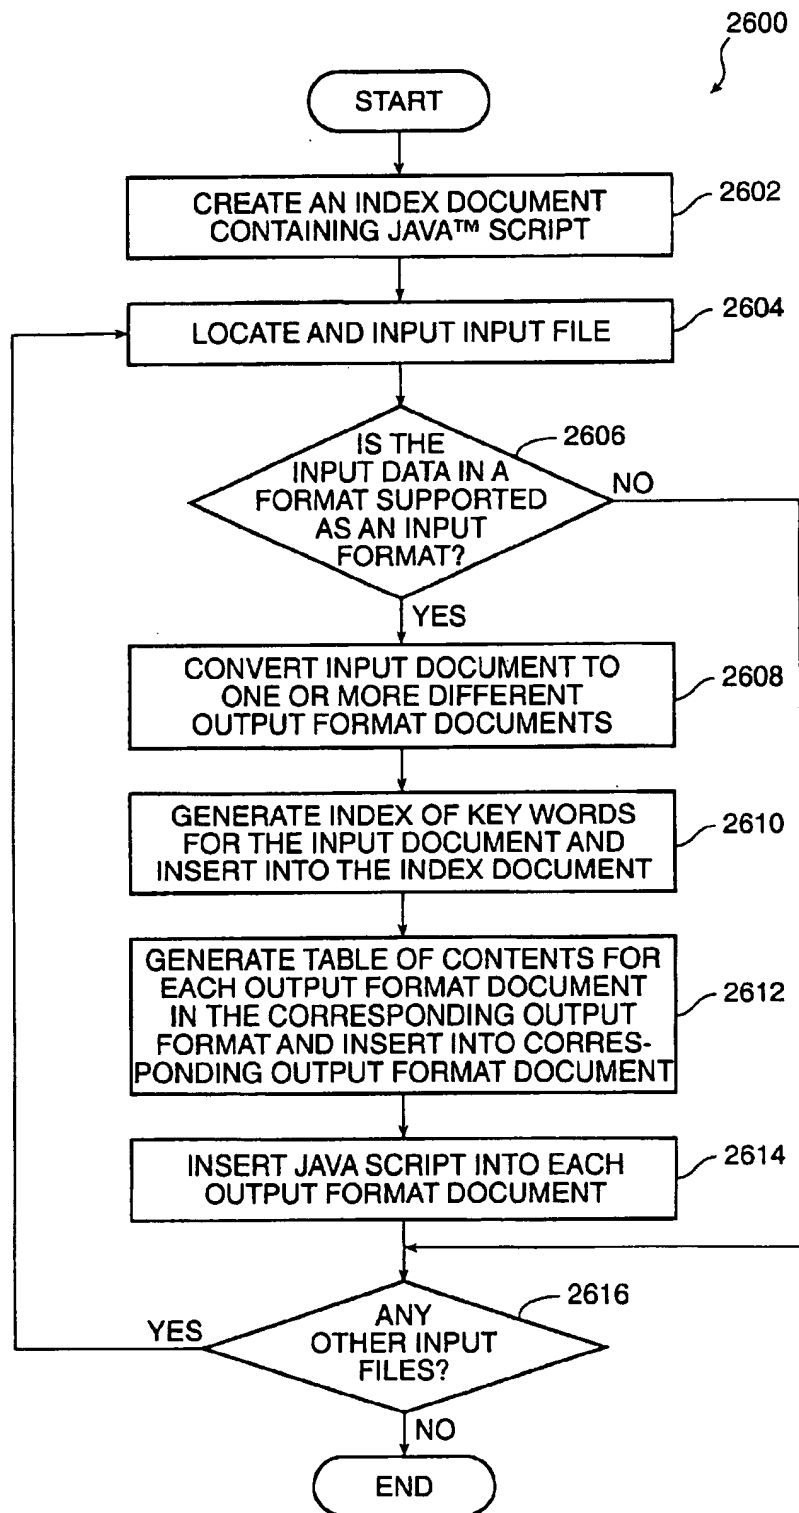 2600
START
CREATE AN INDEX DOCUMENT
CONTAINING JAVA™ SCRIPT
2602
LOCATE AND INPUT INPUT FILE
2604
IS THE
INPUT DATA IN A
FORMAT SUPPORTED
AS AN INPUT
FORMAT?
2606
NO
YES
CONVERT INPUT DOCUMENT TO
ONE OR MORE DIFFERENT
OUTPUT FORMAT DOCUMENTS
2608
GENERATE INDEX OF KEY WORDS
FOR THE INPUT DOCUMENT AND
INSERT INTO THE INDEX DOCUMENT
2610
GENERATE TABLE OF CONTENTS FOR
EACH OUTPUT FORMAT DOCUMENT
IN THE CORRESPONDING OUTPUT
FORMAT AND INSERT INTO CORRES-
PONDING OUTPUT FORMAT DOCUMENT
2612
INSERT JAVA SCRIPT INTO EACH
OUTPUT FORMAT DOCUMENT
2614
ANY
OTHER INPUT
FILES?
2616
YES
NO
END